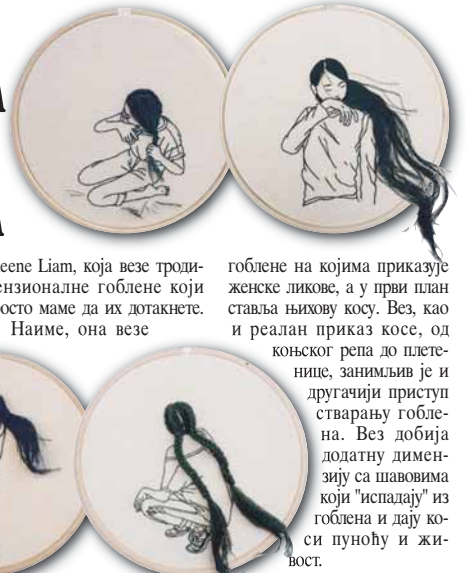 eene Liam, која везе троди-
ензионалне гоблене који
осто маме да их дотакнете.
Наиме, она везе
гоблене на којима приказује
женске ликове, а у први план
ставља њихову косу. Вез, као
и реалан приказ косе, од
коњског репа до плете-
нице, занимљив је и
другачији приступ
стварању гобле-
на. Вез добија
додатну димен-
зију са шавовима
који "испадају" из
гоблена и дају ко-
си пуноћу и жи-
вост.